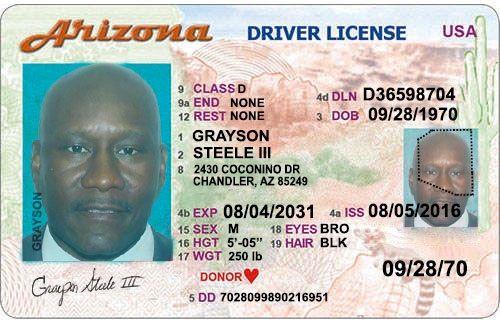 Arizona DRIVER LICENSE USA
9 CLASS D
9a END NONE 4d DLN D36598704
12 REST NONE 3 DOB 09/28/1970
1 GRAYSON
2 STEELE III
8 2430 COCONINO DR
CHANDLER, AZ 85249
GRAYSON
4b EXP 08/04/2031 4a ISS 08/05/2016
15 SEX M 18 EYES BRO
16 HGT 5'-05" 19 HAIR BLK
17 WGT 250 lb
09/28/70
DONOR
Grayson Steele III
5 DD 7028099890216951